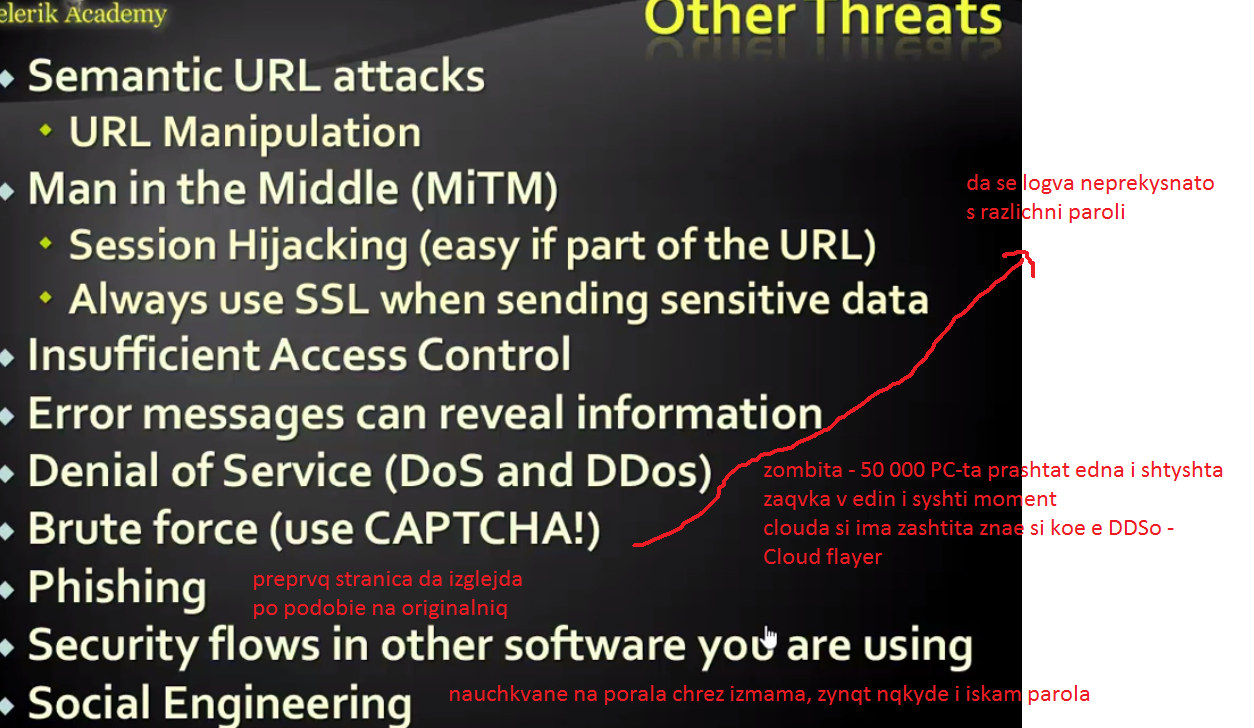 elerik Academy
Other Threats
Semantic URL attacks
URL Manipulation
Man in the Middle (MiTM)
da se logva neprekysnato
s razlichni paroli
Session Hijacking (easy if part of the URL)
Always use SSL when sending sensitive data
Insufficient Access Control
Error messages can reveal information
Denial of Service (DoS and DDos)
zombita - 50 000 PC-ta prashtat edna i shtyshta
zaqvka v edin i syshti moment
clouda si ima zashtita znae si koe e DDSo -
Cloud flayer
Brute force (use CAPTCHA!)
Phishing
preprvq stranica da izglejda
po podobie na originalniq
Security flows in other software you are using
Social Engineering
nauchkvane na porala chrez izmama, zynqt nqkyde i iskam parola